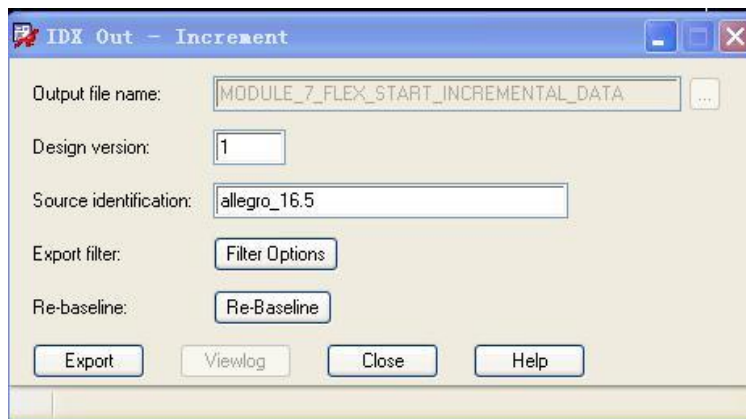 IDX Out - Increment
Output file name: MODULE_7_FLEX_START_INCREMENTAL_DATA ...
Design version: 1
Source identification: allegro_16.5
Export filter: Filter Options
Re-baseline: Re-Baseline
Export Viewlog Close Help